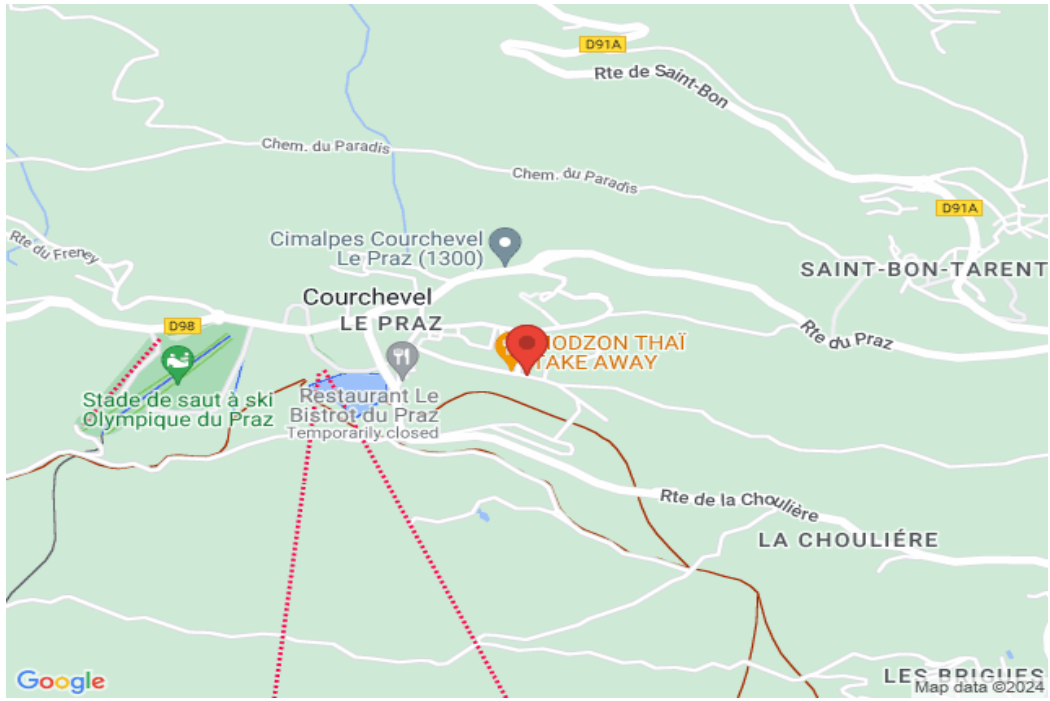 D91A
Rte de Saint-Bon
Chem. du Paradis
Chem. du Paradis
D91A
Rte du Freney
Cimalpes Courchevel
Le Praz (1300)
SAINT-BON-TARENT
Courchevel
LE PRAZ
D98
Rte du Praz
HODZON THAÏ
TAKE AWAY
Stade de saut à ski
Olympique du Praz
Restaurant Le
Bistrot du Praz
Temporarily closed
Rte de la Choulière
LA CHOULIÉRE
LES BRIGUES
Google
Map data ©2024